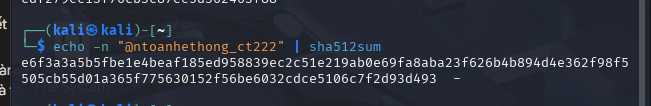 ┌──(kali㉿kali)-[~]
└─$ echo -n "@ntoanhethong_ct222" | sha512sum
e6f3a3a5b5fbe1e4beaf185ed958839ec2c51e219ab0e69fa8aba23f626b4b894d4e362f98f5
505cb55d01a365f775630152f56be6032cdce5106c7f2d93d493  -